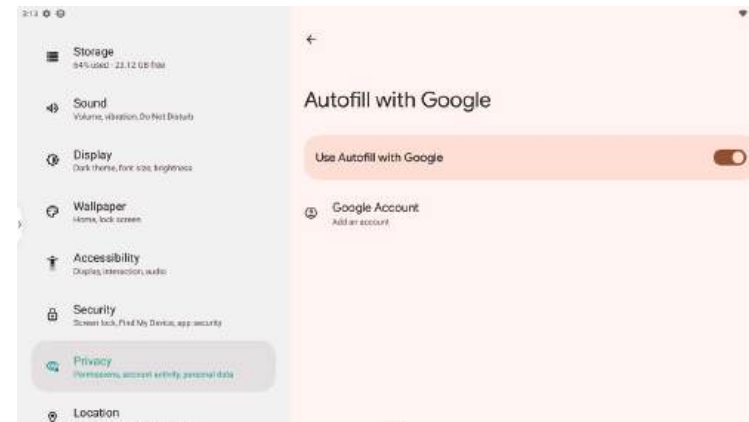 3:13
Storage
64% used - 23.12 GB free
Sound
Volume, vibration, Do Not Disturb
Display
Dark theme, font size, brightness
Wallpaper
Home, lock screen
Accessibility
Display, interaction, audio
Security
Screen lock, Find My Device, app security
Privacy
Permissions, account activity, personal data
Location
Autofill with Google
Use Autofill with Google
Google Account
Add an account